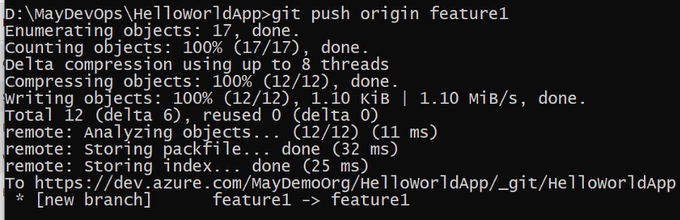 D:\MayDevOps\HelloWorldApp>git push origin feature1
Enumerating objects: 17, done.
Counting objects: 100% (17/17), done.
Delta compression using up to 8 threads
Compressing objects: 100% (12/12), done.
Writing objects: 100% (12/12), 1.10 KiB | 1.10 MiB/s, done.
Total 12 (delta 6), reused 0 (delta 0)
remote: Analyzing objects... (12/12) (11 ms)
remote: Storing packfile... done (32 ms)
remote: Storing index... done (25 ms)
To https://dev.azure.com/MayDemoOrg/HelloWorldApp/_git/HelloWorldApp
 * [new branch]      feature1 -> feature1